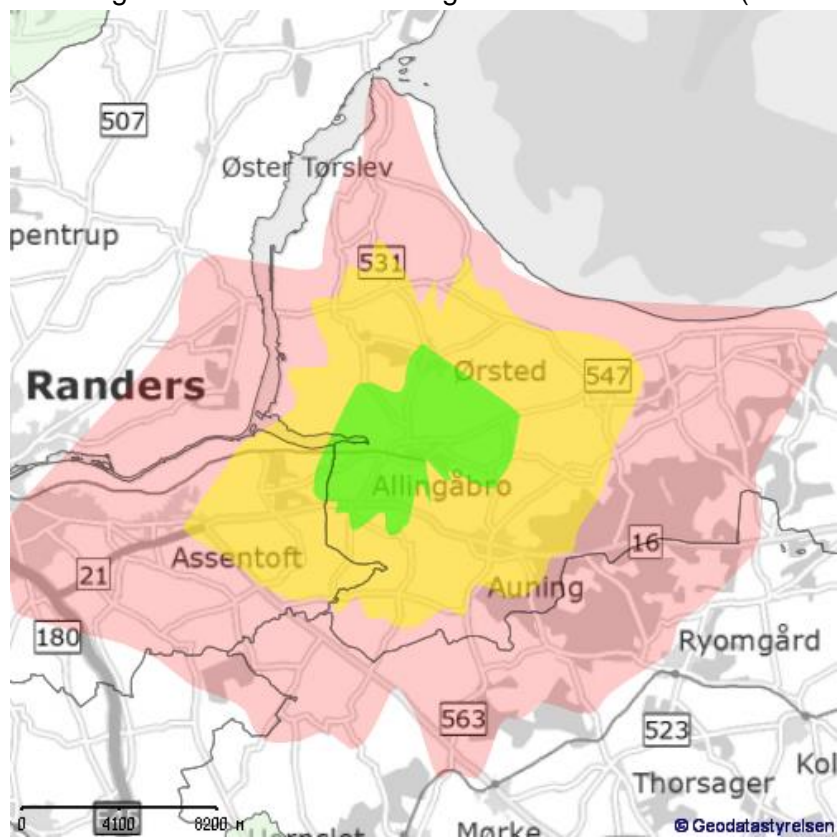 507
Øster Tørslev
pentrup
531
Randers
Ørsted
547
Allingåbro
Assentoft
16
21
Auning
180
Ryomgård
563
523
Kol
Thorsager
0 4100 8200 M
Hornslet
Mørke
© Geodatastyrelsen